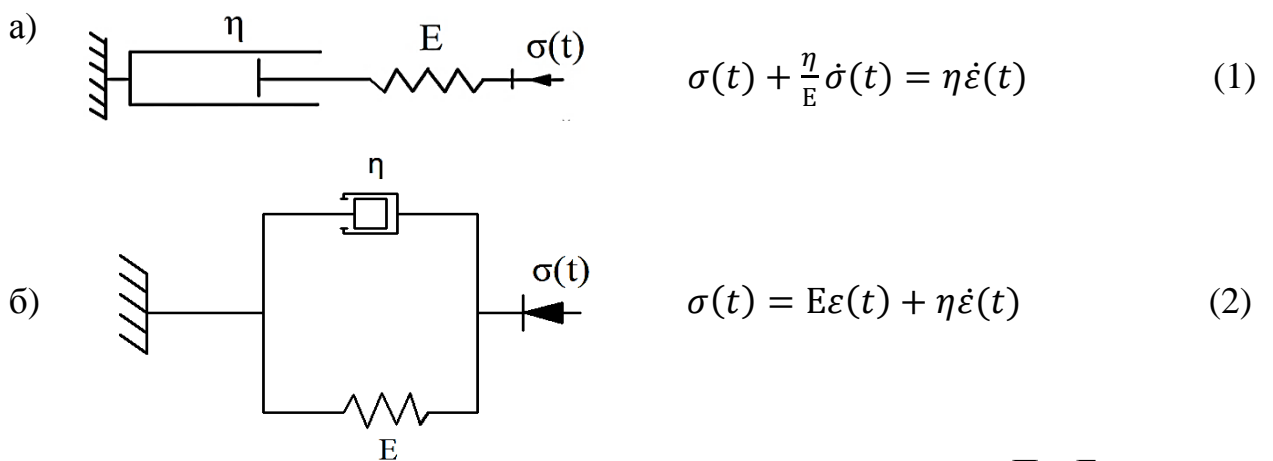 а)
η
E
σ(t)
σ(t) + η/E σ̇(t) = ηε̇(t) (1)
б)
η
σ(t)
E
σ(t) = Eε(t) + ηε̇(t) (2)